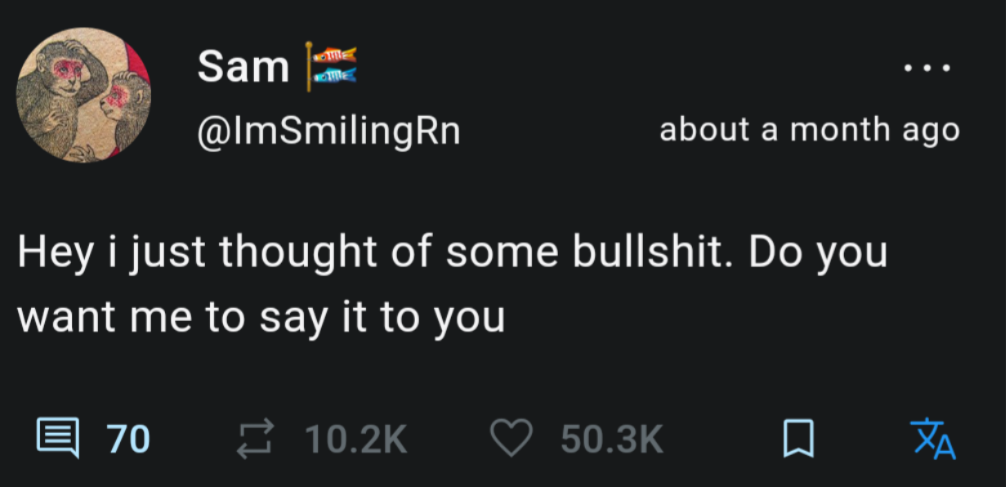 Sam 🎏
@ImSmilingRn
about a month ago
Hey i just thought of some bullshit. Do you
want me to say it to you
70 10.2K 50.3K